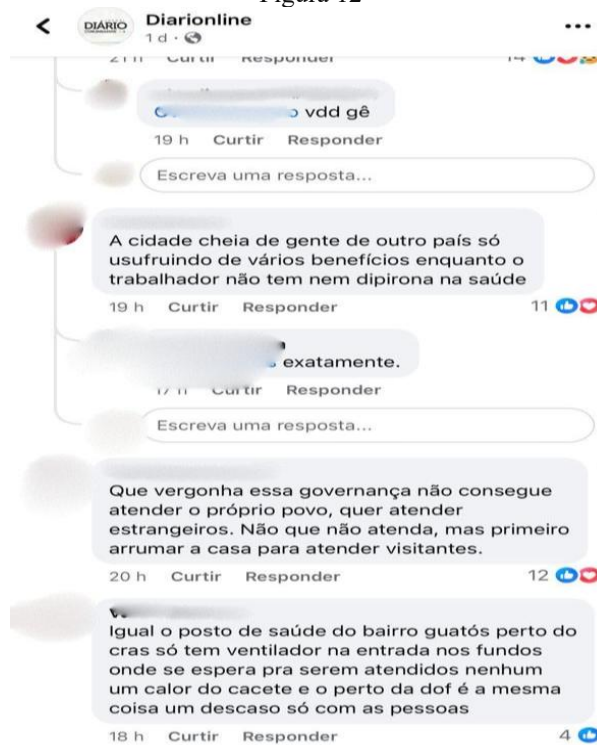 Figura 12
DIÁRIO
Diarionline
1 d ·
21 h Curtir Responder
14
vdd gê
19 h Curtir Responder
Escreva uma resposta...
A cidade cheia de gente de outro país só
usufruindo de vários benefícios enquanto o
trabalhador não tem nem dipirona na saúde
19 h Curtir Responder 11
exatamente.
17 h Curtir Responder
Escreva uma resposta...
Que vergonha essa governança não consegue
atender o próprio povo, quer atender
estrangeiros. Não que não atenda, mas primeiro
arrumar a casa para atender visitantes.
20 h Curtir Responder 12
Igual o posto de saúde do bairro guatós perto do
cras só tem ventilador na entrada nos fundos
onde se espera pra serem atendidos nenhum
um calor do cacete e o perto da dof é a mesma
coisa um descaso só com as pessoas
18 h Curtir Responder 4